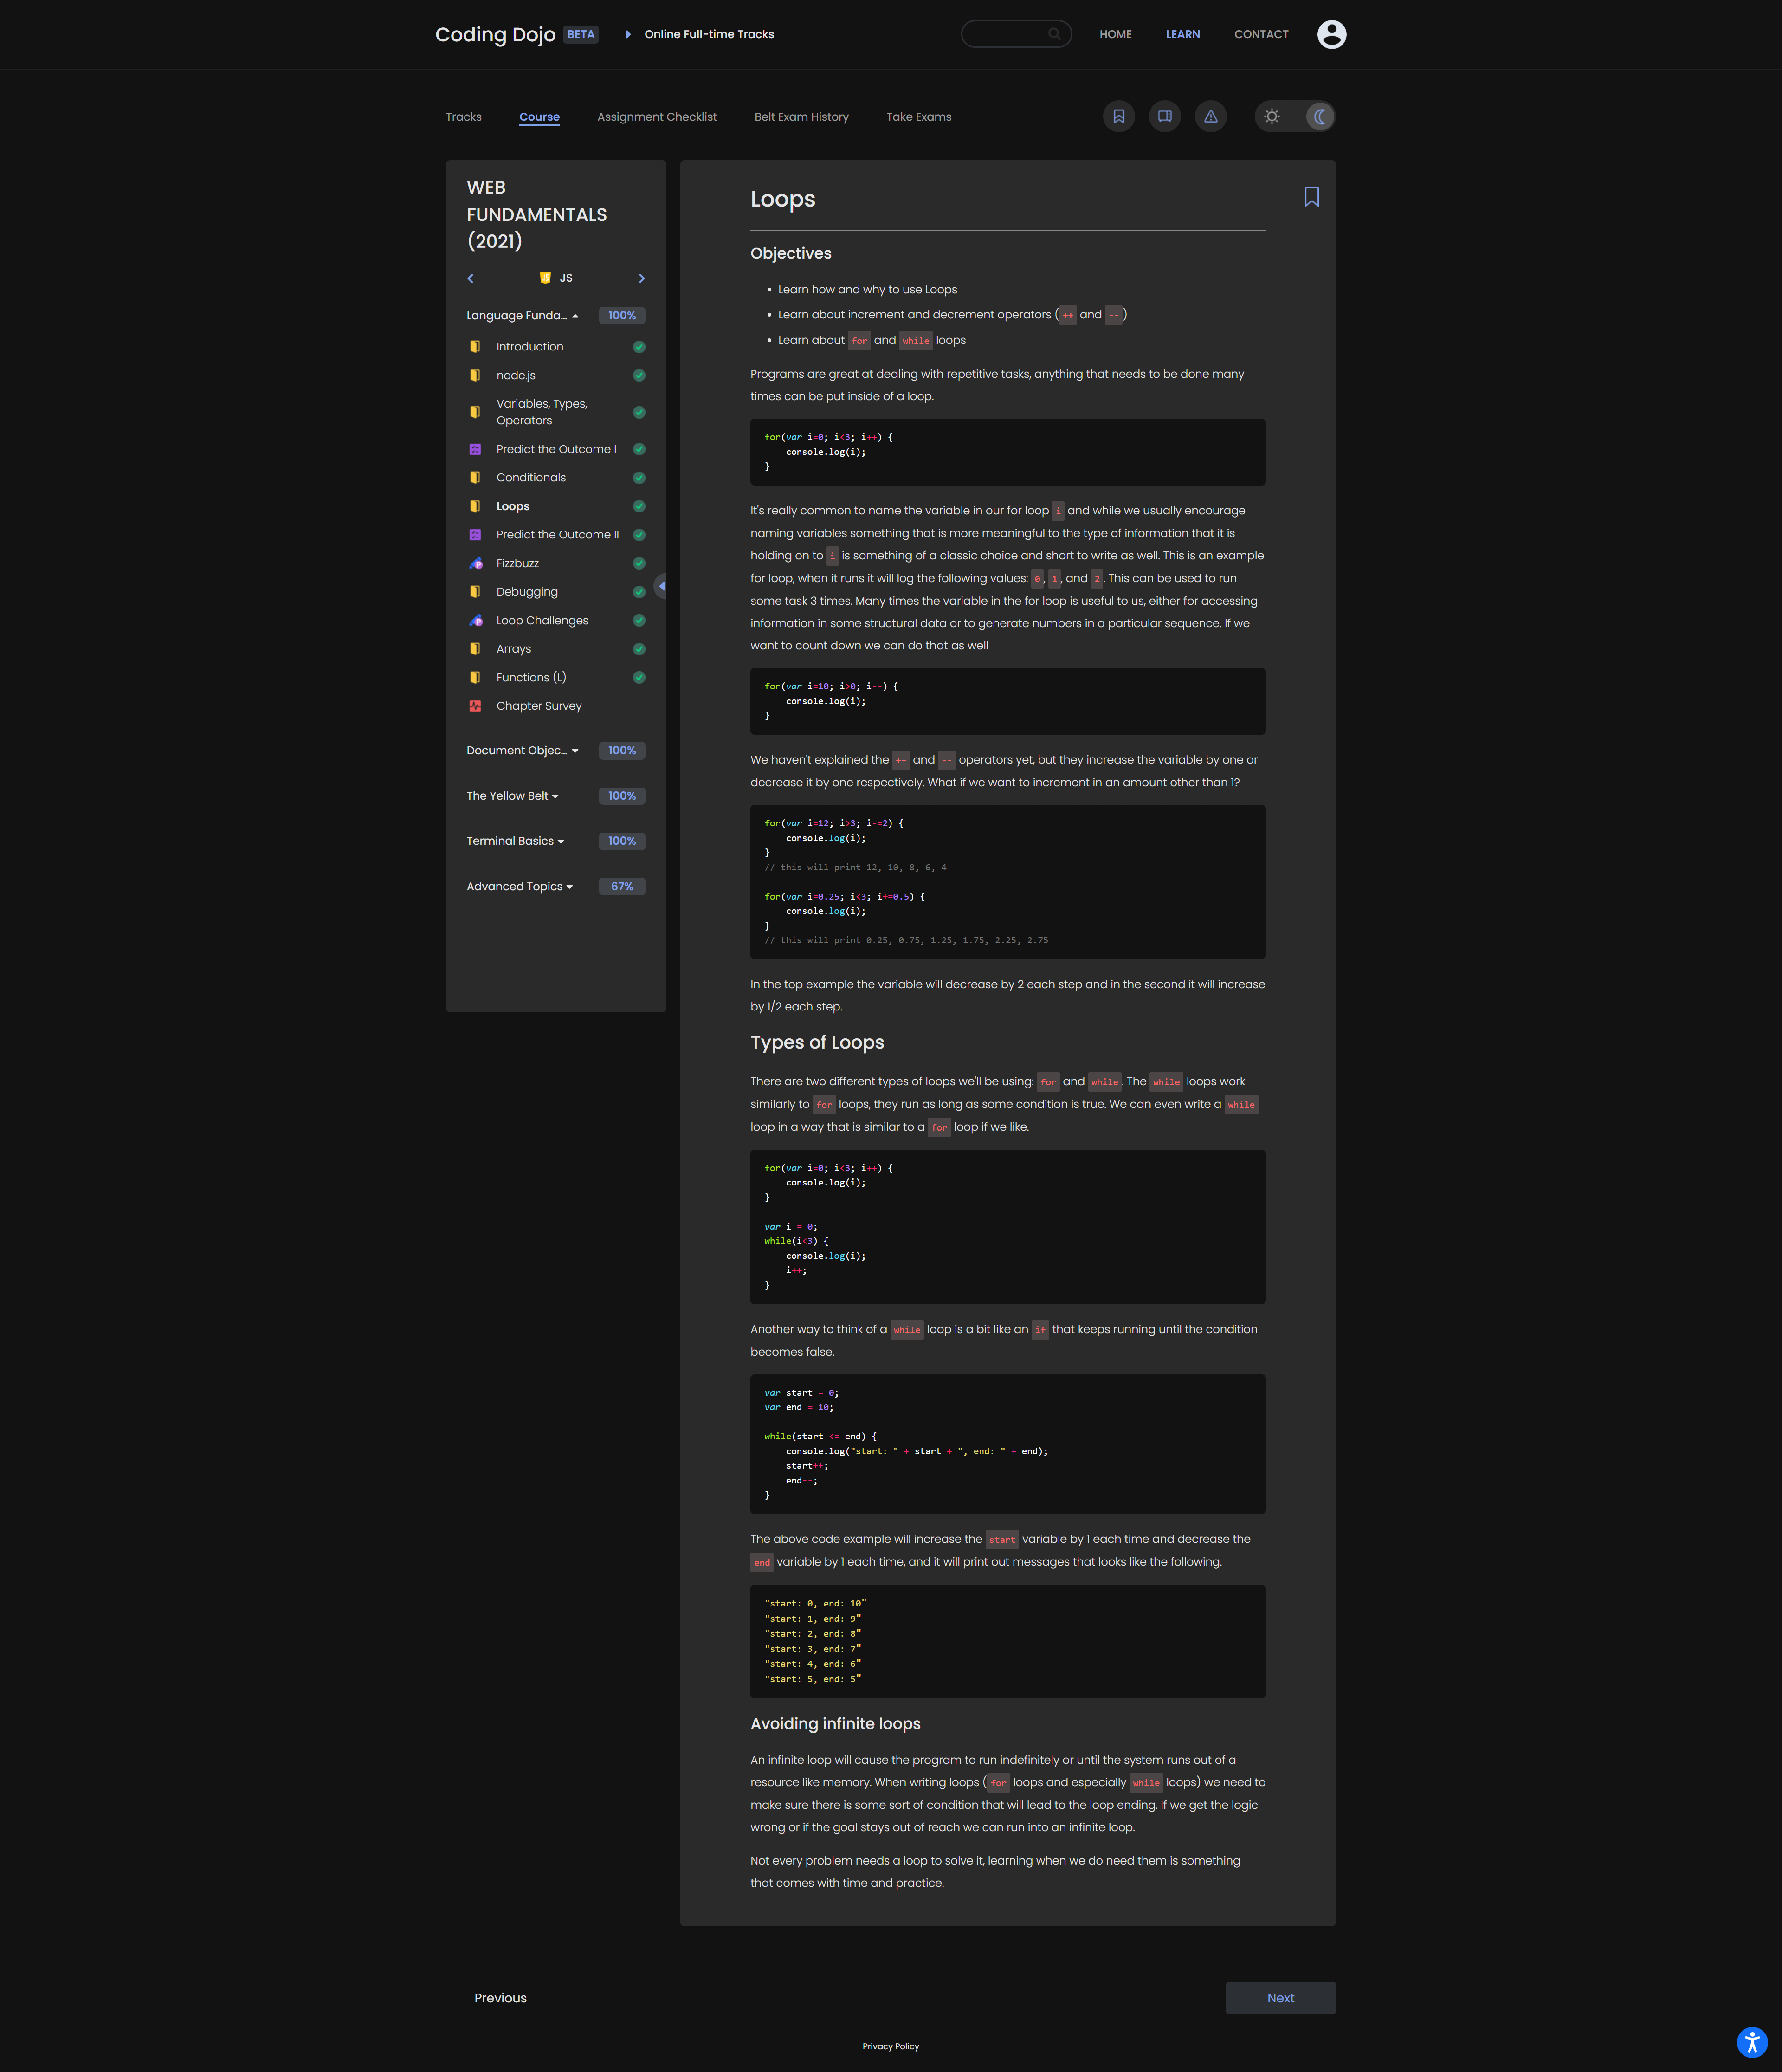 Coding Dojo BETA Online Full-time Tracks HOME LEARN CONTACT
Tracks Course Assignment Checklist Belt Exam History Take Exams
WEB
FUNDAMENTALS
(2021)
JS
Language Funda... 100%
Introduction
node.js
Variables, Types,
Operators
Predict the Outcome I
Conditionals
Loops
Predict the Outcome II
Fizzbuzz
Debugging
Loop Challenges
Arrays
Functions (L)
Chapter Survey
Document Objec... 100%
The Yellow Belt 100%
Terminal Basics 100%
Advanced Topics 67%
Loops
Objectives
• Learn how and why to use Loops
• Learn about increment and decrement operators (++ and --)
• Learn about for and while loops
Programs are great at dealing with repetitive tasks, anything that needs to be done many
times can be put inside of a loop.
for(var i=0; i<3; i++) {
    console.log(i);
}
It's really common to name the variable in our for loop i and while we usually encourage
naming variables something that is more meaningful to the type of information that it is
holding on to i is something of a classic choice and short to write as well. This is an example
for loop, when it runs it will log the following values: 0, 1, and 2. This can be used to run
some task 3 times. Many times the variable in the for loop is useful to us, either for accessing
information in some structural data or to generate numbers in a particular sequence. If we
want to count down we can do that as well
for(var i=10; i>0; i--) {
    console.log(i);
}
We haven't explained the ++ and -- operators yet, but they increase the variable by one or
decrease it by one respectively. What if we want to increment in an amount other than 1?
for(var i=12; i>3; i-=2) {
    console.log(i);
}
// this will print 12, 10, 8, 6, 4
for(var i=0.25; i<3; i+=0.5) {
    console.log(i);
}
// this will print 0.25, 0.75, 1.25, 1.75, 2.25, 2.75
In the top example the variable will decrease by 2 each step and in the second it will increase
by 1/2 each step.
Types of Loops
There are two different types of loops we'll be using: for and while. The while loops work
similarly to for loops, they run as long as some condition is true. We can even write a while
loop in a way that is similar to a for loop if we like.
for(var i=0; i<3; i++) {
    console.log(i);
}
var i = 0;
while(i<3) {
    console.log(i);
    i++;
}
Another way to think of a while loop is a bit like an if that keeps running until the condition
becomes false.
var start = 0;
var end = 10;
while(start <= end) {
    console.log("start: " + start + ", end: " + end);
    start++;
    end--;
}
The above code example will increase the start variable by 1 each time and decrease the
end variable by 1 each time, and it will print out messages that looks like the following.
"start: 0, end: 10"
"start: 1, end: 9"
"start: 2, end: 8"
"start: 3, end: 7"
"start: 4, end: 6"
"start: 5, end: 5"
Avoiding infinite loops
An infinite loop will cause the program to run indefinitely or until the system runs out of a
resource like memory. When writing loops (for loops and especially while loops) we need to
make sure there is some sort of condition that will lead to the loop ending. If we get the logic
wrong or if the goal stays out of reach we can run into an infinite loop.
Not every problem needs a loop to solve it, learning when we do need them is something
that comes with time and practice.
Previous Next
Privacy Policy